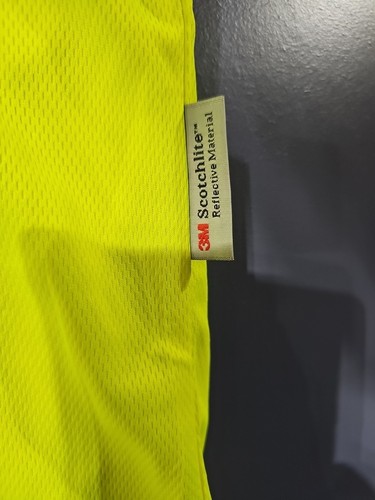 3M Scotchlite™
Reflective Material